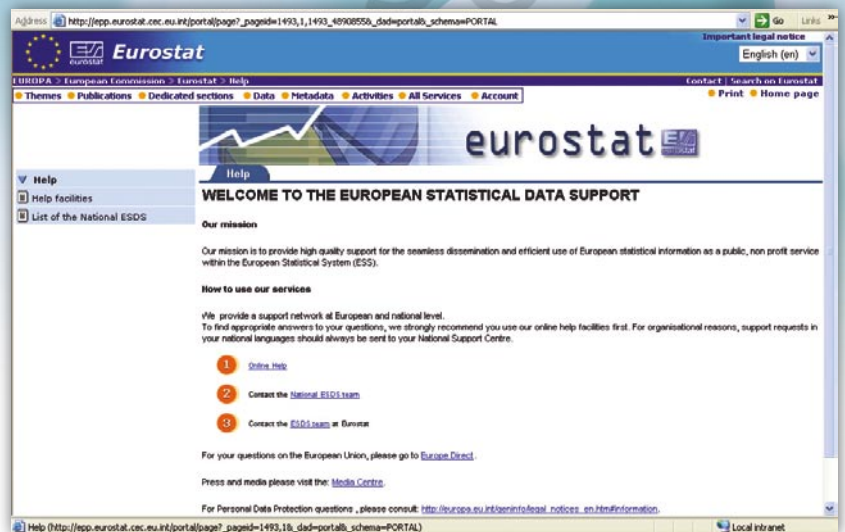 Address http://epp.eurostat.cec.eu.int/portal/page?_pageid=1493,1,1493_48908558&_dad=portal&_schema=PORTAL Go Links »
Important legal notice
eurostat Eurostat English (en)
EUROPA > European Commission > Eurostat > Help Contact | Search on Eurostat
Themes Publications Dedicated sections Data Metadata Activities All Services Account Print Home page
eurostat
Help
Help
Help facilities
List of the National ESDS
WELCOME TO THE EUROPEAN STATISTICAL DATA SUPPORT
Our mission
Our mission is to provide high quality support for the seamless dissemination and efficient use of European statistical information as a public, non profit service
within the European Statistical System (ESS).
How to use our services
We provide a support network at European and national level.
To find appropriate answers to your questions, we strongly recommend you use our online help facilities first. For organisational reasons, support requests in
your national languages should always be sent to your National Support Centre.
1 Online Help
2 Contact the National ESDS team
3 Contact the ESDS team at Eurostat
For your questions on the European Union, please go to Europe Direct.
Press and media please visit the: Media Centre.
For Personal Data Protection questions , please consult: http://europa.eu.int/geninfo/legal_notices_en.htm#information.
Help (http://epp.eurostat.cec.eu.int/portal/page?_pageid=1493,1&_dad=portal&_schema=PORTAL) Local intranet